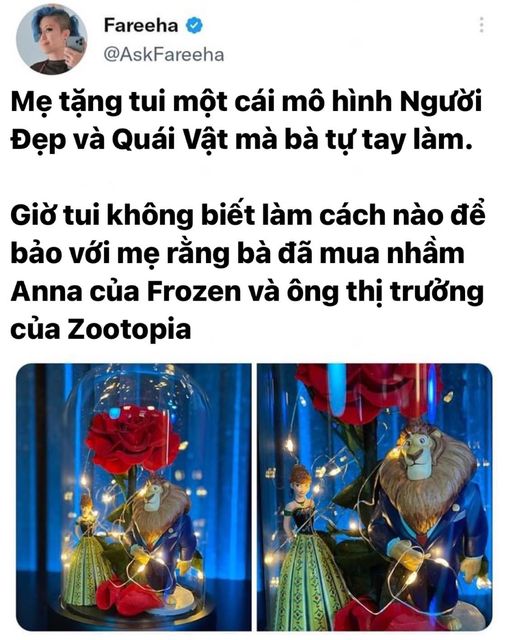 Fareeha
@AskFareeha
Mẹ tặng tui một cái mô hình Người
Đẹp và Quái Vật mà bà tự tay làm.
Giờ tui không biết làm cách nào để
bảo với mẹ rằng bà đã mua nhầm
Anna của Frozen và ông thị trưởng
của Zootopia